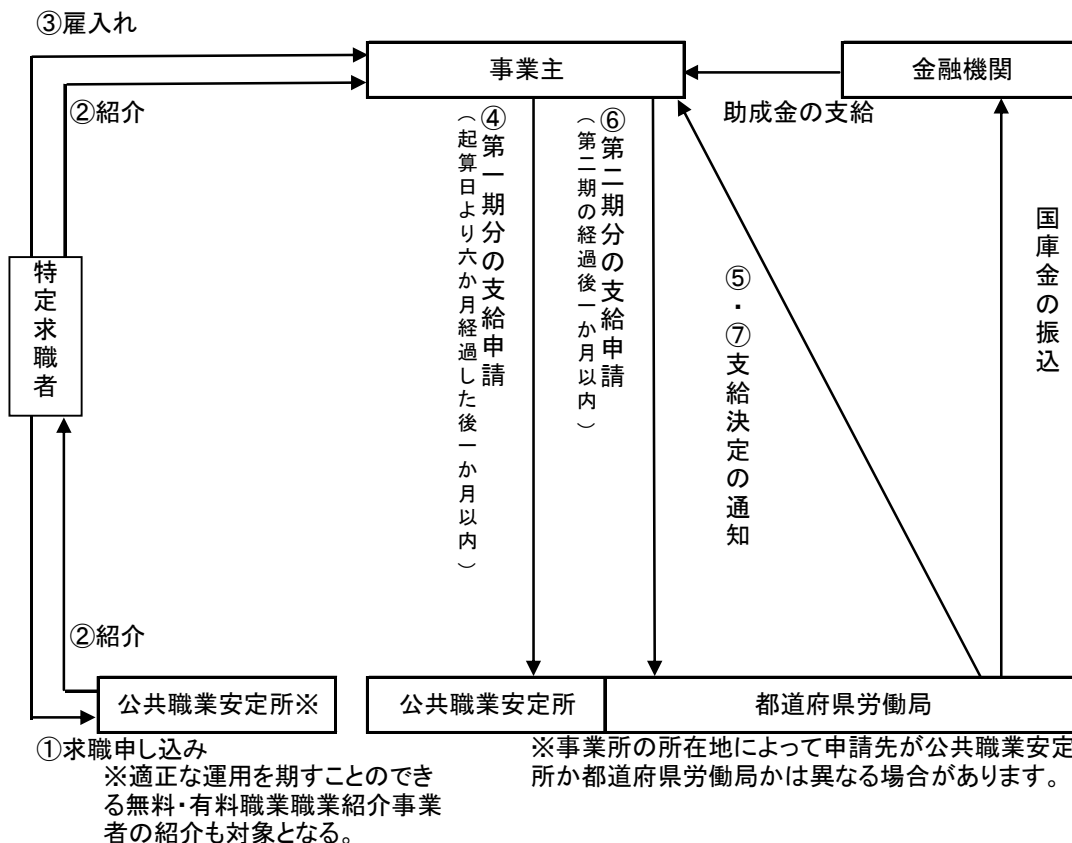 ③雇入れ
事業主
金融機関
②紹介
助成金の支給
④第一期分の支給申請
（起算日より六か月経過した後一か月以内）
⑥第二期分の支給申請
（第二期の経過後一か月以内）
⑤・⑦支給決定の通知
国庫金の振込
特定求職者
②紹介
公共職業安定所※
公共職業安定所
都道府県労働局
①求職申し込み
※適正な運用を期すことのでき
る無料・有料職業職業紹介事業
者の紹介も対象となる。
※事業所の所在地によって申請先が公共職業安定
所か都道府県労働局かは異なる場合があります。